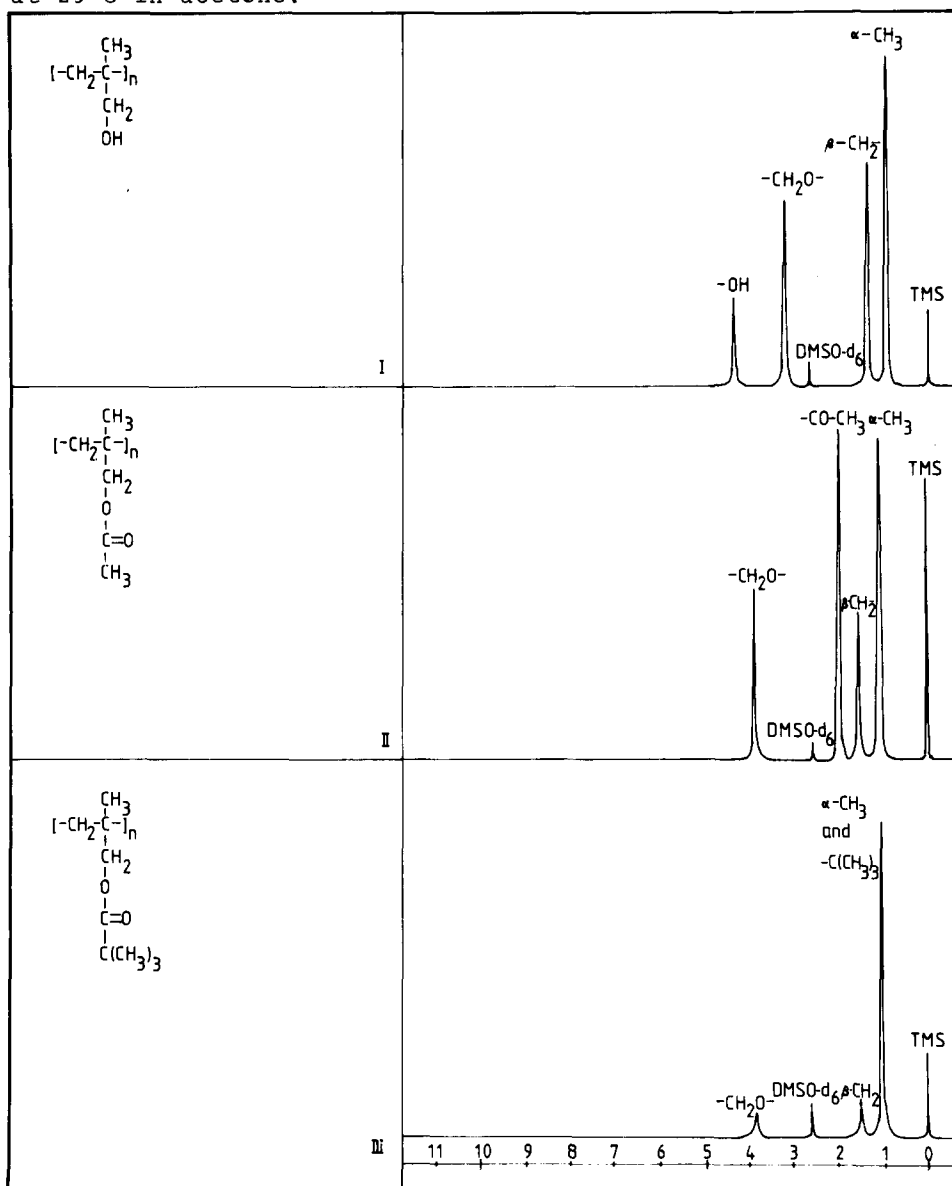 at 25°C in acetone.
CH3
[-CH2-C-]n
CH2
OH
I
-OH
-CH2O-
DMSO-d6
β-CH2-
α-CH3
TMS
CH3
[-CH2-C-]n
CH2
O
C=O
CH3
II
-CH2O-
DMSO-d6
-CO-CH3
β-CH2-
α-CH3
TMS
CH3
[-CH2-C-]n
CH2
O
C=O
C(CH3)3
III
-CH2O-
DMSO-d6
β-CH2
α-CH3
and
-C(CH3)3
TMS
11 10 9 8 7 6 5 4 3 2 1 0